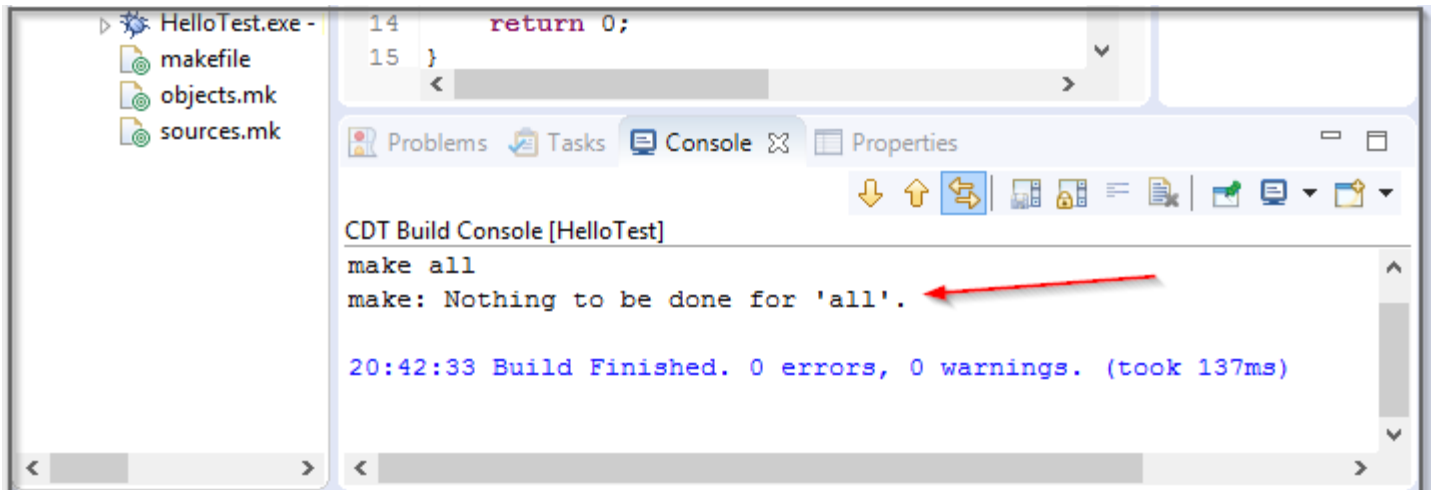 HelloTest.exe -
makefile
objects.mk
sources.mk
14 return 0;
15 }
Problems Tasks Console Properties
CDT Build Console [HelloTest]
make all
make: Nothing to be done for 'all'.
20:42:33 Build Finished. 0 errors, 0 warnings. (took 137ms)